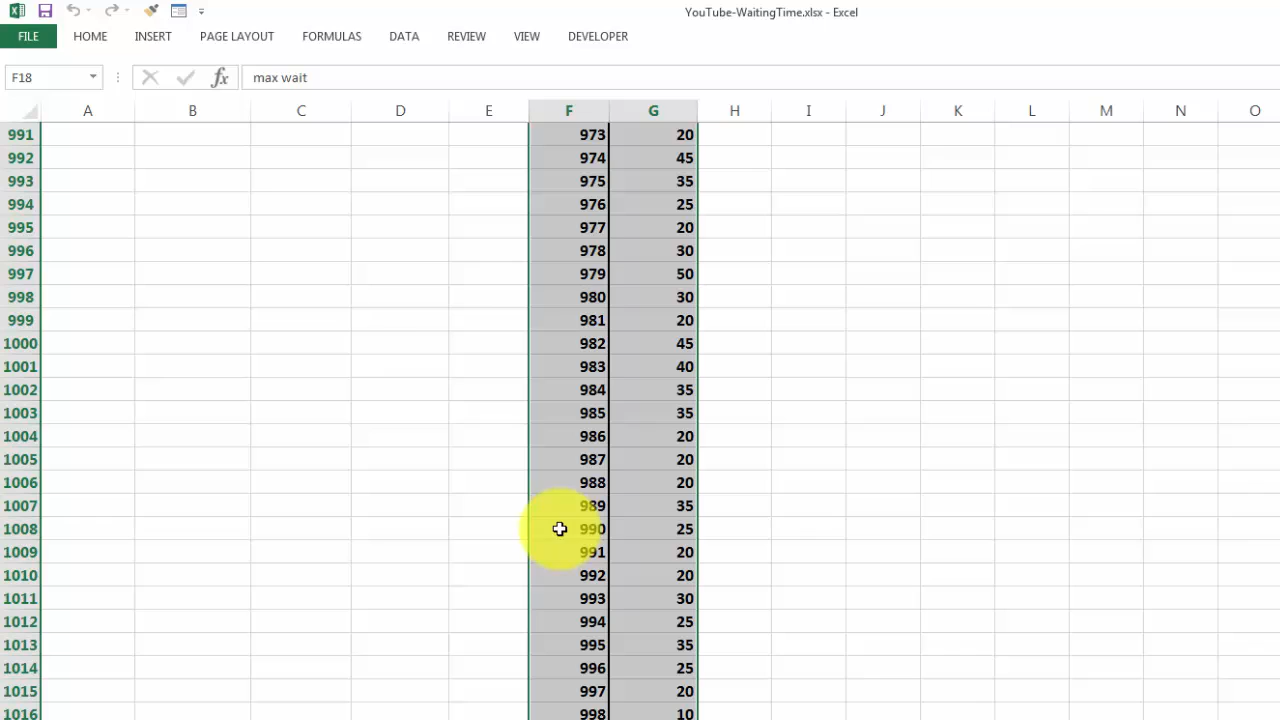 YouTube-WaitingTime.xlsx - Excel
FILE HOME INSERT PAGE LAYOUT FORMULAS DATA REVIEW VIEW DEVELOPER
F18 fx max wait
A B C D E F G H I J K L M N O
991 973 20
992 974 45
993 975 35
994 976 25
995 977 20
996 978 30
997 979 50
998 980 30
999 981 20
1000 982 45
1001 983 40
1002 984 35
1003 985 35
1004 986 20
1005 987 20
1006 988 20
1007 989 35
1008 990 25
1009 991 20
1010 992 20
1011 993 30
1012 994 25
1013 995 35
1014 996 25
1015 997 20
1016 998 10